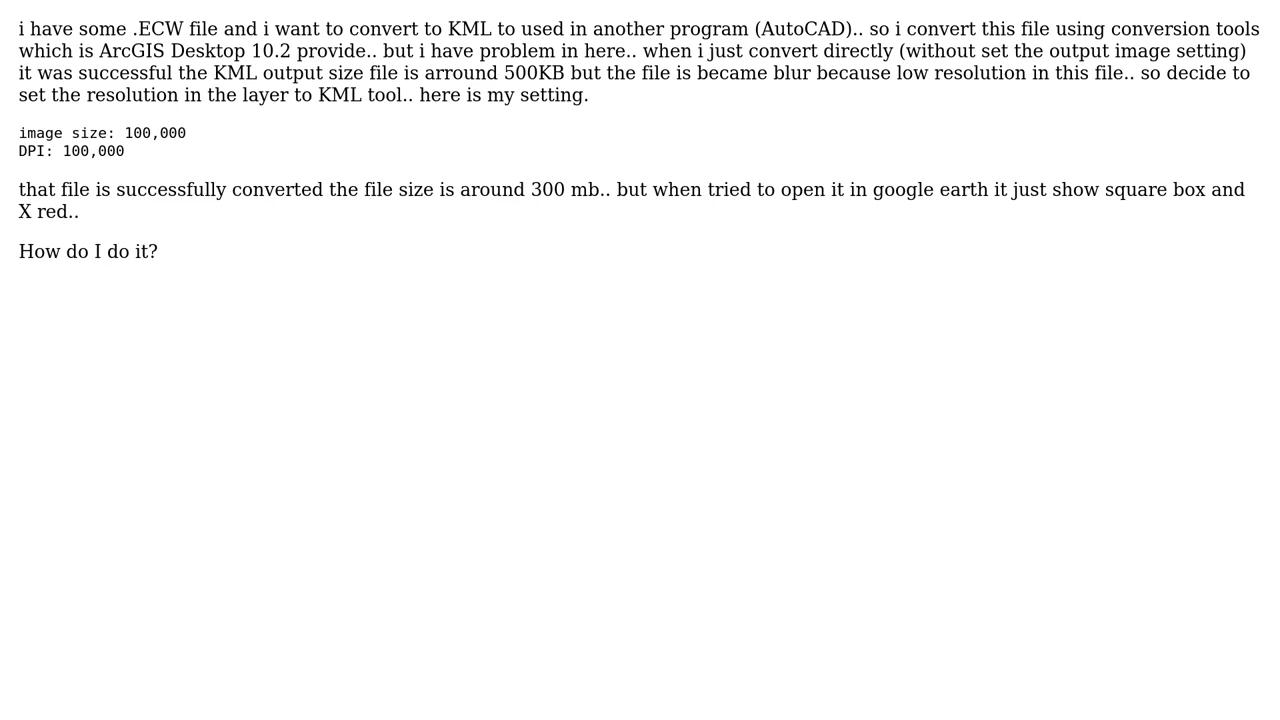 i have some .ECW file and i want to convert to KML to used in another program (AutoCAD).. so i convert this file using conversion tools
which is ArcGIS Desktop 10.2 provide.. but i have problem in here.. when i just convert directly (without set the output image setting)
it was successful the KML output size file is arround 500KB but the file is became blur because low resolution in this file.. so decide to
set the resolution in the layer to KML tool.. here is my setting.
image size: 100,000
DPI: 100,000
that file is successfully converted the file size is around 300 mb.. but when tried to open it in google earth it just show square box and
X red..
How do I do it?